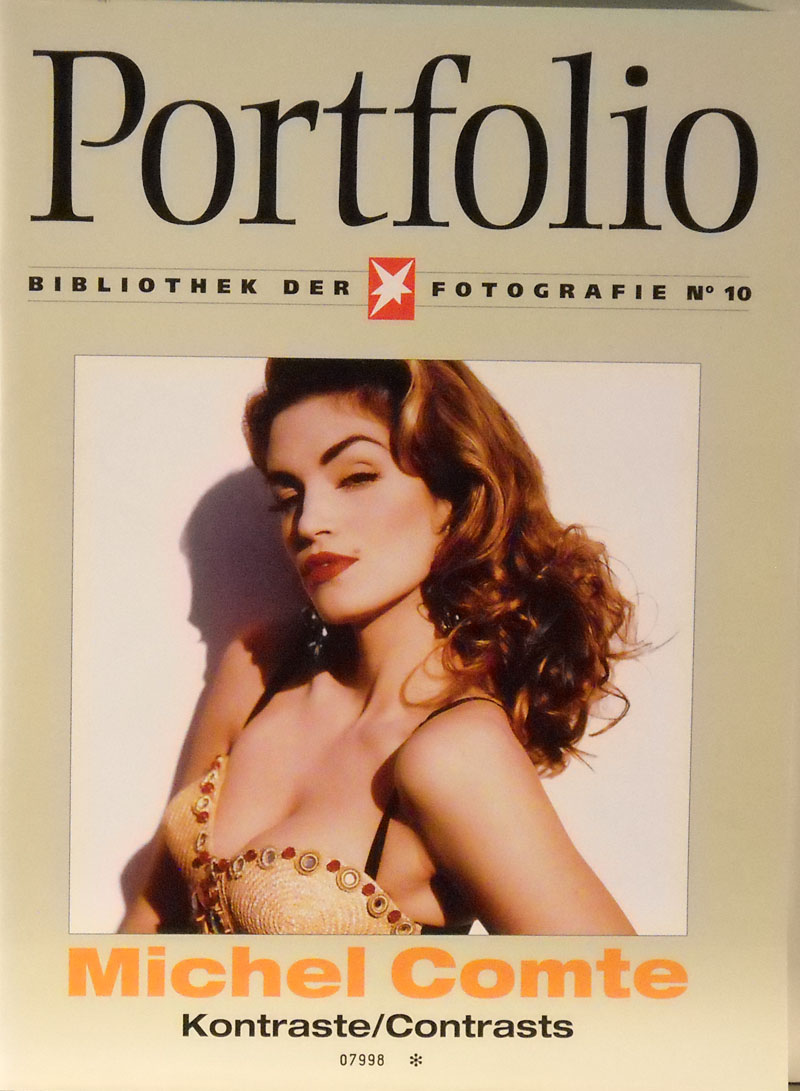 Portfolio
BIBLIOTHEK DER FOTOGRAFIE Nº 10
Michel Comte
Kontraste/Contrasts
07998 ✻